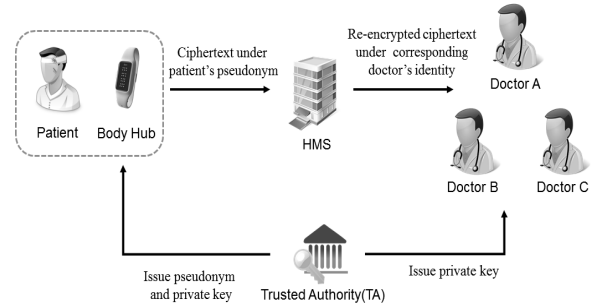 Ciphertext under
patient's pseudonym
Re-encrypted ciphertext
under corresponding
doctor's identity
Doctor A
Patient
Body Hub
HMS
Doctor B
Doctor C
Issue pseudonym
and private key
Trusted Authority(TA)
Issue private key